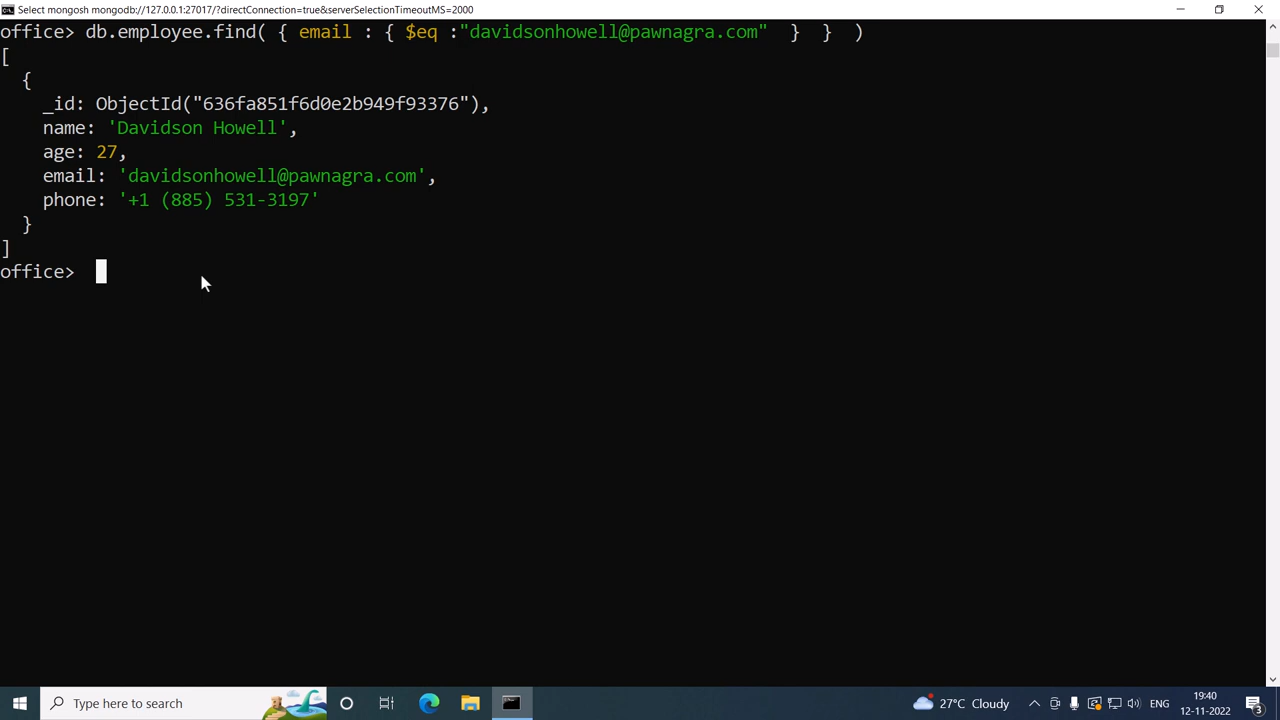 Select mongosh mongodb://127.0.0.1:27017/?directConnection=true&serverSelectionTimeoutMS=2000
office> db.employee.find( { email : { $eq :"davidsonhowell@pawnagra.com"  }  }  )
[
  {
    _id: ObjectId("636fa851f6d0e2b949f93376"),
    name: 'Davidson Howell',
    age: 27,
    email: 'davidsonhowell@pawnagra.com',
    phone: '+1 (885) 531-3197'
  }
]
office>
Type here to search
27°C Cloudy
ENG
19:40
12-11-2022
3